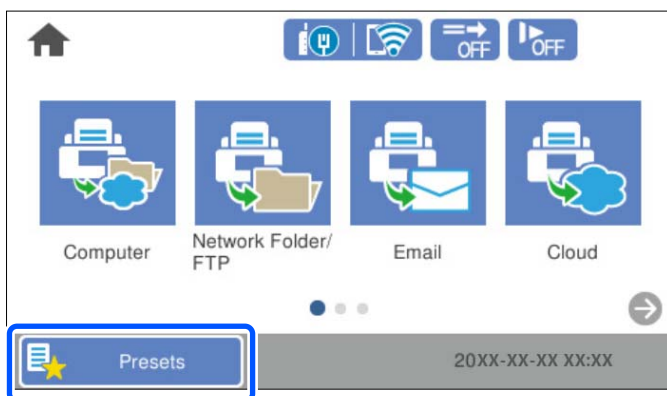 OFF
OFF
Computer
Network Folder/
FTP
Email
Cloud
Presets
20XX-XX-XX XX:XX